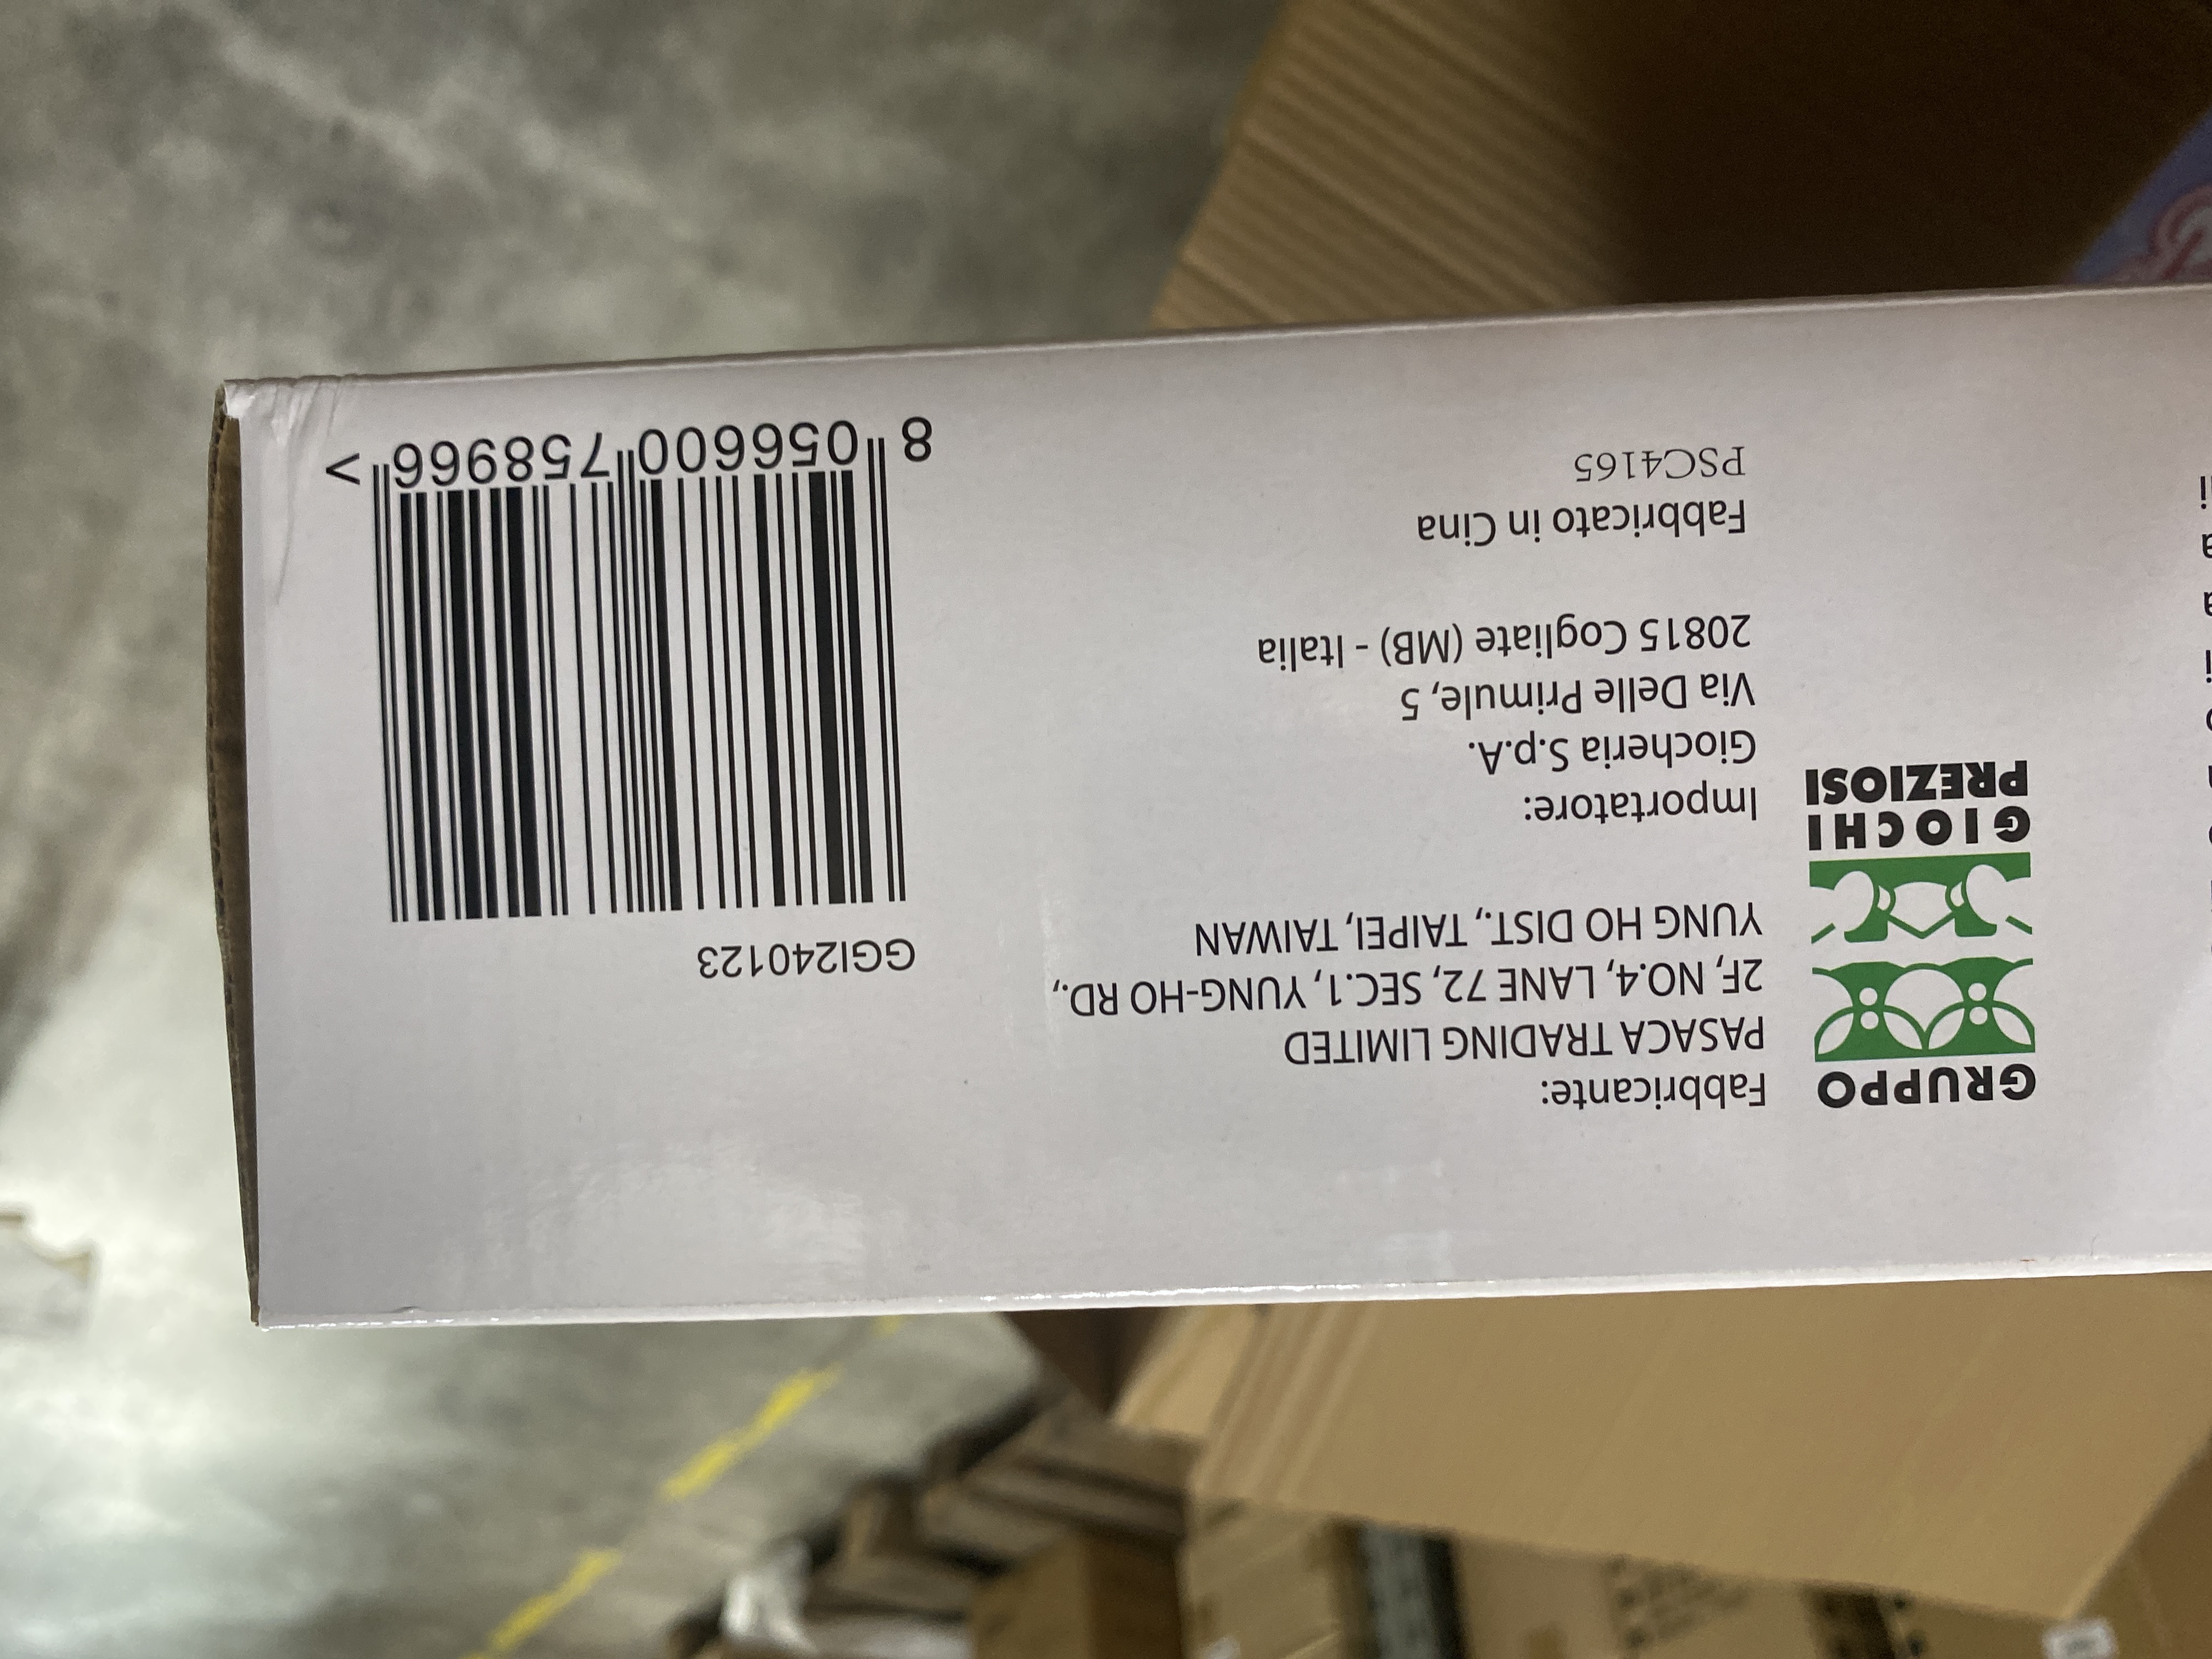 GRUPPO
GIOCHI
PREZIOSI
Fabbricante:
PASACA TRADING LIMITED
2F, NO.4, LANE 72, SEC.1, YUNG-HO RD.,
YUNG HO DIST., TAIPEI, TAIWAN
Importatore:
Giocheria S.p.A.
Via Delle Primule, 5
20815 Cogliate (MB) - Italia
Fabbricato in Cina
PSC4165
GGI240123
8 056600 758966 >